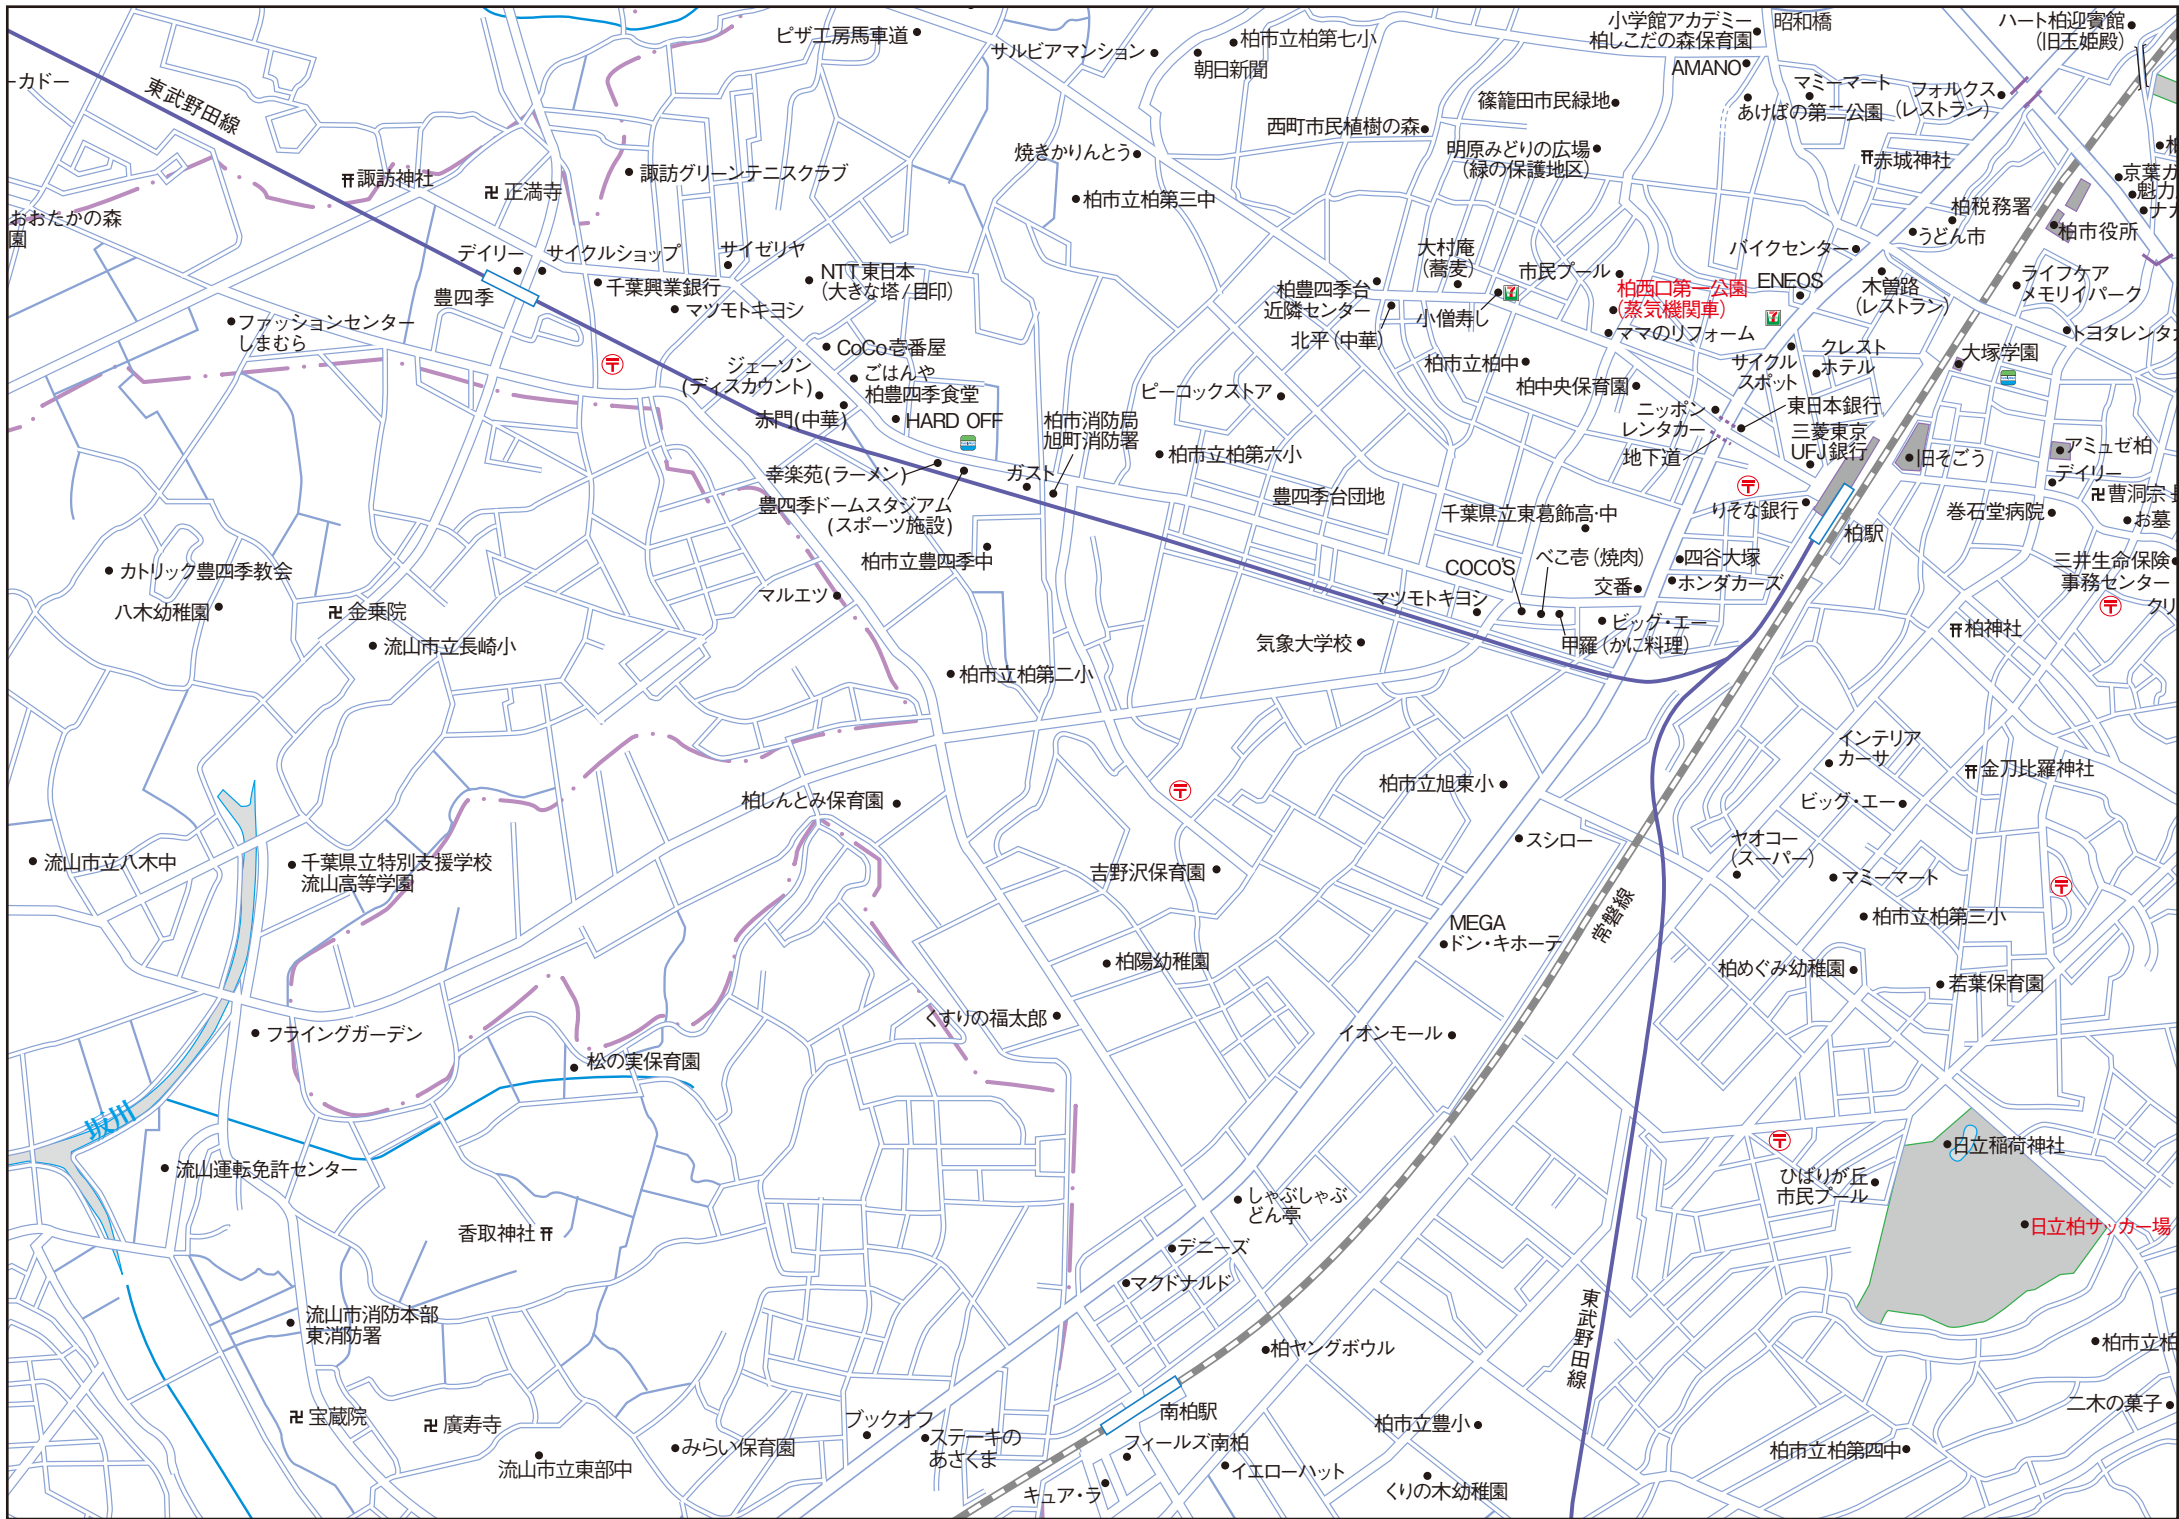 ピザ工房馬車道
サルビアマンション
柏市立柏第七小
朝日新聞
小学館アカデミー
柏しこだの森保育園
昭和橋
ハート柏迎賓館
(旧玉姫殿)
AMANO
マミーマート
フォルクス
(レストラン)
あけぼの第二公園
ーカドー
東武野田線
篠籠田市民緑地
西町市民植樹の森
明原みどりの広場
(緑の保護地区)
赤城神社
焼きかりんとう
諏訪神社
正満寺
諏訪グリーンテニスクラブ
柏市立柏第三中
京葉ガ
魁力
ナカ
おおたかの森
園
柏税務署
うどん市
柏市役所
バイクセンター
デイリー
サイクルショップ
サイゼリヤ
大村庵
(蕎麦)
市民プール
NTT東日本
(大きな塔/目印)
千葉興業銀行
マツモトキヨシ
豊四季
柏豊四季台
近隣センター
柏西口第一公園
(蒸気機関車)
ENEOS
木曽路
(レストラン)
ライフケア
メモリイパーク
ファッションセンター
しまむら
北平(中華)
小僧寿し
ママのリフォーム
トヨタレンタ
CoCo壱番屋
ごはんや
柏豊四季食堂
ジェーソン
(ディスカウント)
柏市立柏中
サイクル
スポット
クレスト
ホテル
大塚学園
柏中央保育園
ピーコックストア
赤門(中華)
HARD OFF
柏市消防局
旭町消防署
ニッポン
レンタカー
東日本銀行
三菱東京
UFJ銀行
地下道
旧そごう
アミュゼ柏
デイリー
柏市立柏第六小
幸楽苑(ラーメン)
ガスト
豊四季台団地
豊四季ドームスタジアム
(スポーツ施設)
千葉県立東葛飾高・中
りそな銀行
柏駅
巻石堂病院
曹洞宗
お墓
柏市立豊四季中
四谷大塚
ホンダカーズ
べこ壱(焼肉)
COCO'S
交番
三井生命保険
事務センター
クリ
カトリック豊四季教会
八木幼稚園
金乗院
マルエツ
マツモトキヨシ
ビッグ・エー
甲羅(かに料理)
柏神社
流山市立長崎小
気象大学校
柏市立柏第二小
インテリア
カーサ
金刀比羅神社
柏市立旭東小
柏しんとみ保育園
ビッグ・エー
スシロー
ヤオコー
(スーパー)
流山市立八木中
千葉県立特別支援学校
流山高等学園
吉野沢保育園
マミーマート
常磐線
柏市立柏第三小
MEGA
ドン・キホーテ
柏陽幼稚園
柏めぐみ幼稚園
若葉保育園
くすりの福太郎
フライングガーデン
イオンモール
松の実保育園
坂川
流山運転免許センター
日立稲荷神社
ひばりが丘
市民プール
しゃぶしゃぶ
どん亭
日立柏サッカー場
香取神社
デニーズ
マクドナルド
流山市消防本部
東消防署
東武野田線
柏ヤングボウル
柏市立柏
二木の菓子
宝蔵院
廣寿寺
ブックオフ
ステーキの
あさくま
南柏駅
フィールズ南柏
柏市立豊小
みらい保育園
流山市立東部中
イエローハット
柏市立柏第四中
キュア・ラ
くりの木幼稚園